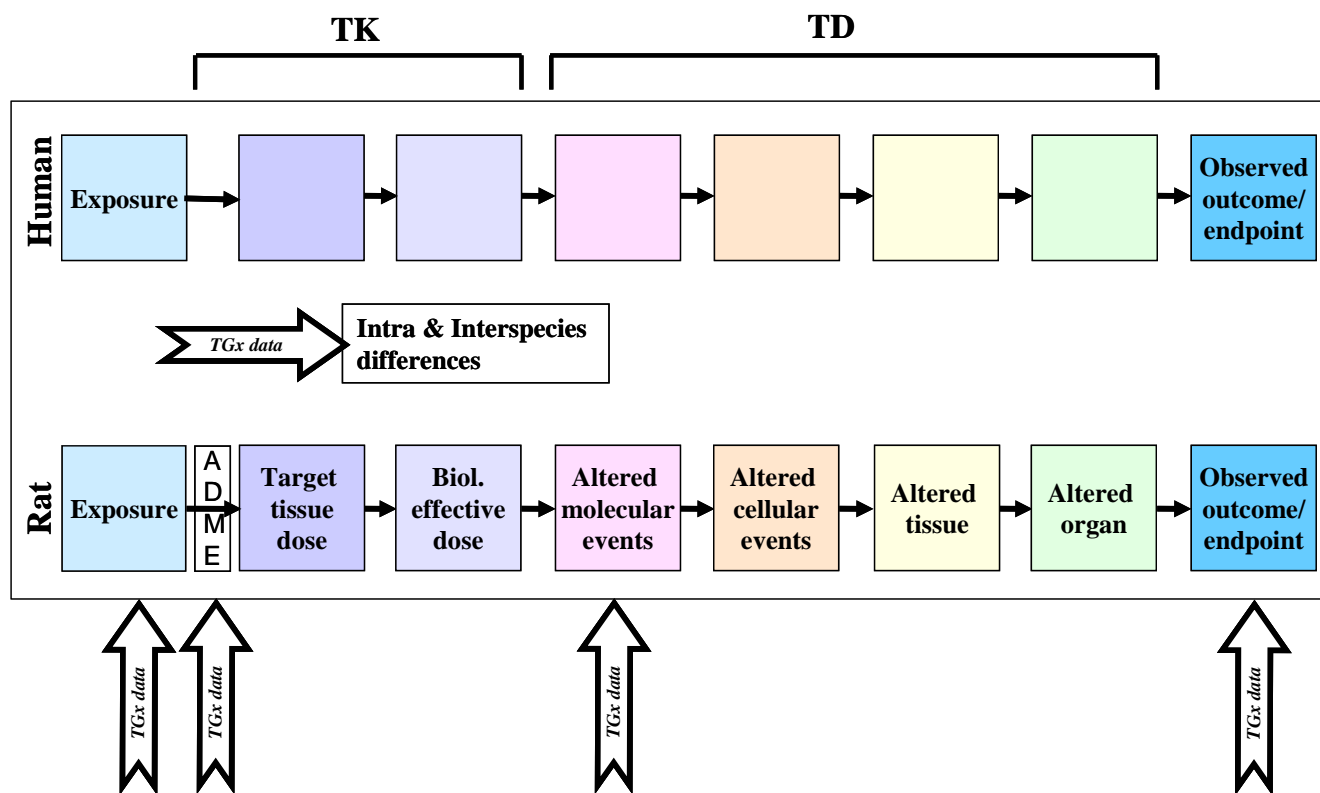 TK
TD
Human
Exposure
Observed
outcome/
endpoint
TGx data
Intra & Interspecies
differences
Rat
Exposure
A
D
M
E
Target
tissue
dose
Biol.
effective
dose
Altered
molecular
events
Altered
cellular
events
Altered
tissue
Altered
organ
Observed
outcome/
endpoint
TGx data
TGx data
TGx data
TGx data